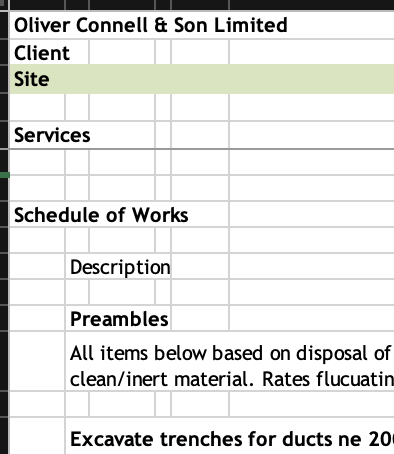 Oliver Connell & Son Limited
Client
Site
Services
Schedule of Works
Description
Preambles
All items below based on disposal of
clean/inert material. Rates flucuatin
Excavate trenches for ducts ne 200